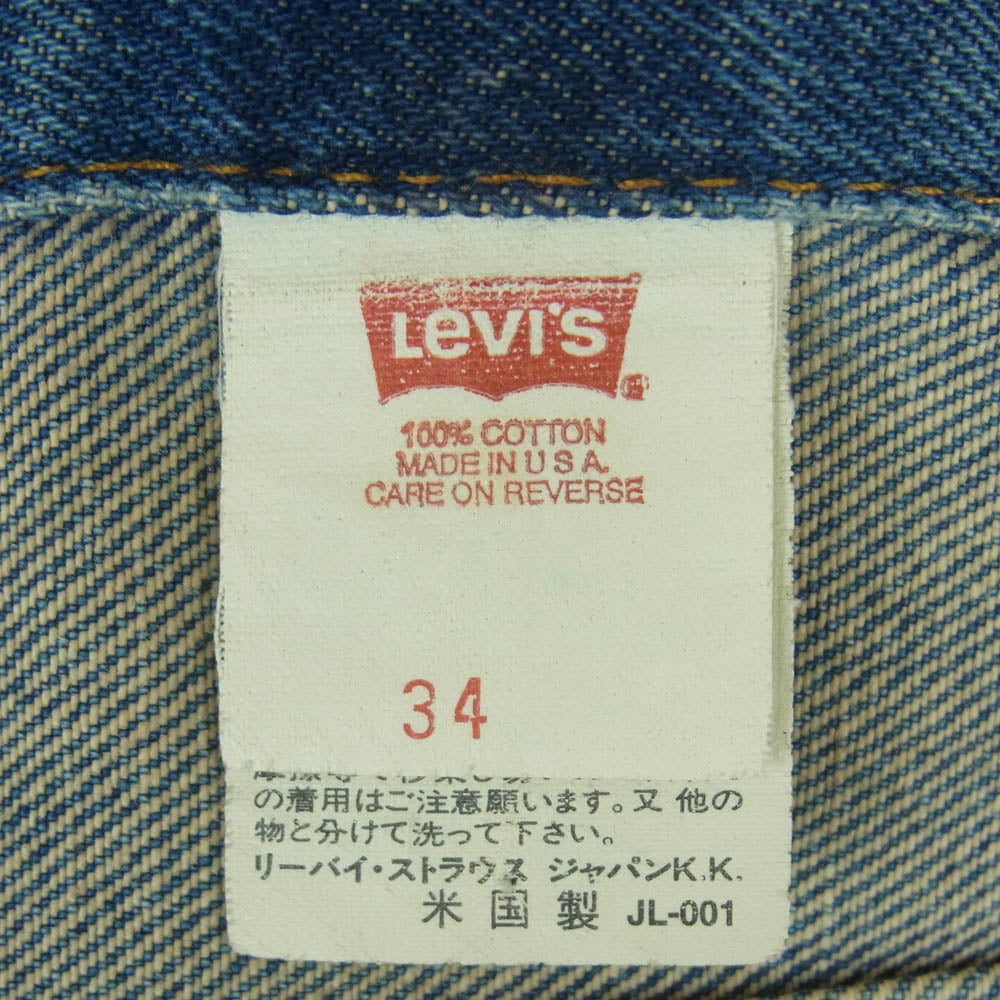 LEVI'S ®
100% COTTON
MADE IN U S A.
CARE ON REVERSE
34
の着用はご注意願います。又 他の
物と分けて洗って下さい。
リーバイ・ストラウス ジャパンK.K.
米 国 製 JL-001